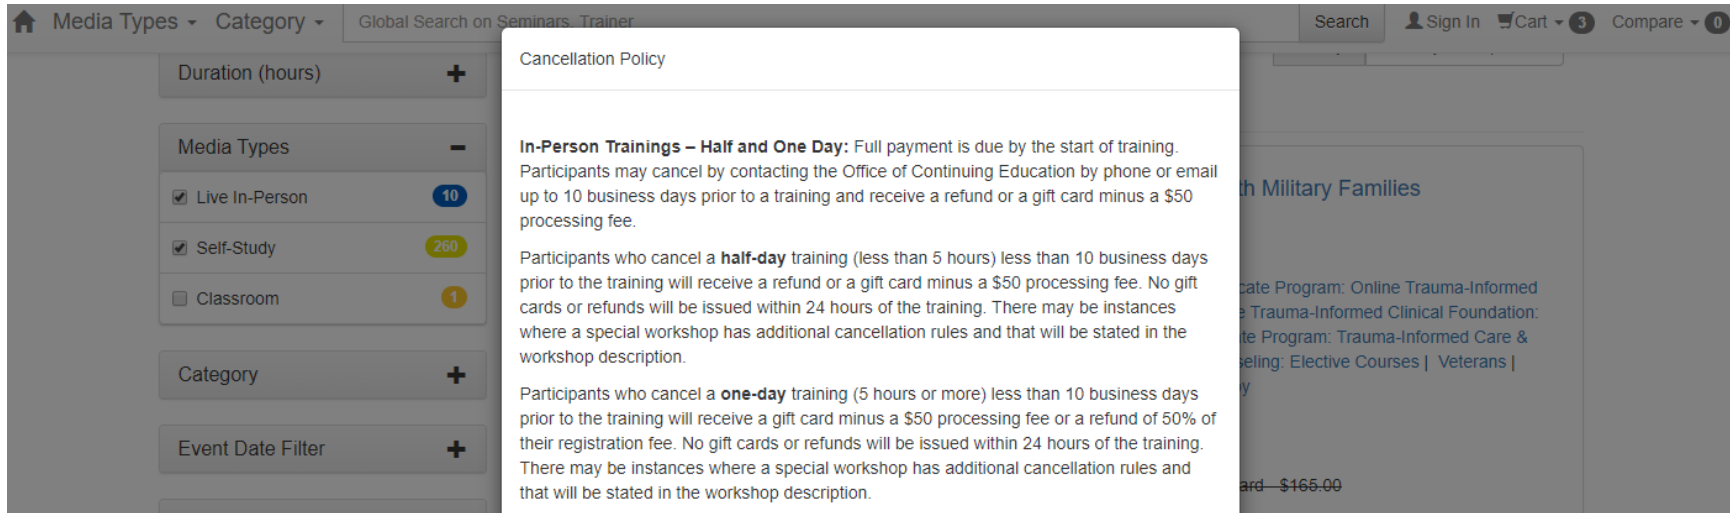 Media Types Category Global Search on Seminars, Trainer Search Sign In Cart 3 Compare 0
Duration (hours)
Media Types
Live In-Person 10
Self-Study 260
Classroom 1
Category
Event Date Filter
Cancellation Policy
In-Person Trainings – Half and One Day: Full payment is due by the start of training.
Participants may cancel by contacting the Office of Continuing Education by phone or email
up to 10 business days prior to a training and receive a refund or a gift card minus a $50
processing fee.
Participants who cancel a half-day training (less than 5 hours) less than 10 business days
prior to the training will receive a refund or a gift card minus a $50 processing fee. No gift
cards or refunds will be issued within 24 hours of the training. There may be instances
where a special workshop has additional cancellation rules and that will be stated in the
workshop description.
Participants who cancel a one-day training (5 hours or more) less than 10 business days
prior to the training will receive a gift card minus a $50 processing fee or a refund of 50% of
their registration fee. No gift cards or refunds will be issued within 24 hours of the training.
There may be instances where a special workshop has additional cancellation rules and
that will be stated in the workshop description.
th Military Families
cate Program: Online Trauma-Informed
e Trauma-Informed Clinical Foundation:
te Program: Trauma-Informed Care &
seling: Elective Courses | Veterans |
y
ard $165.00